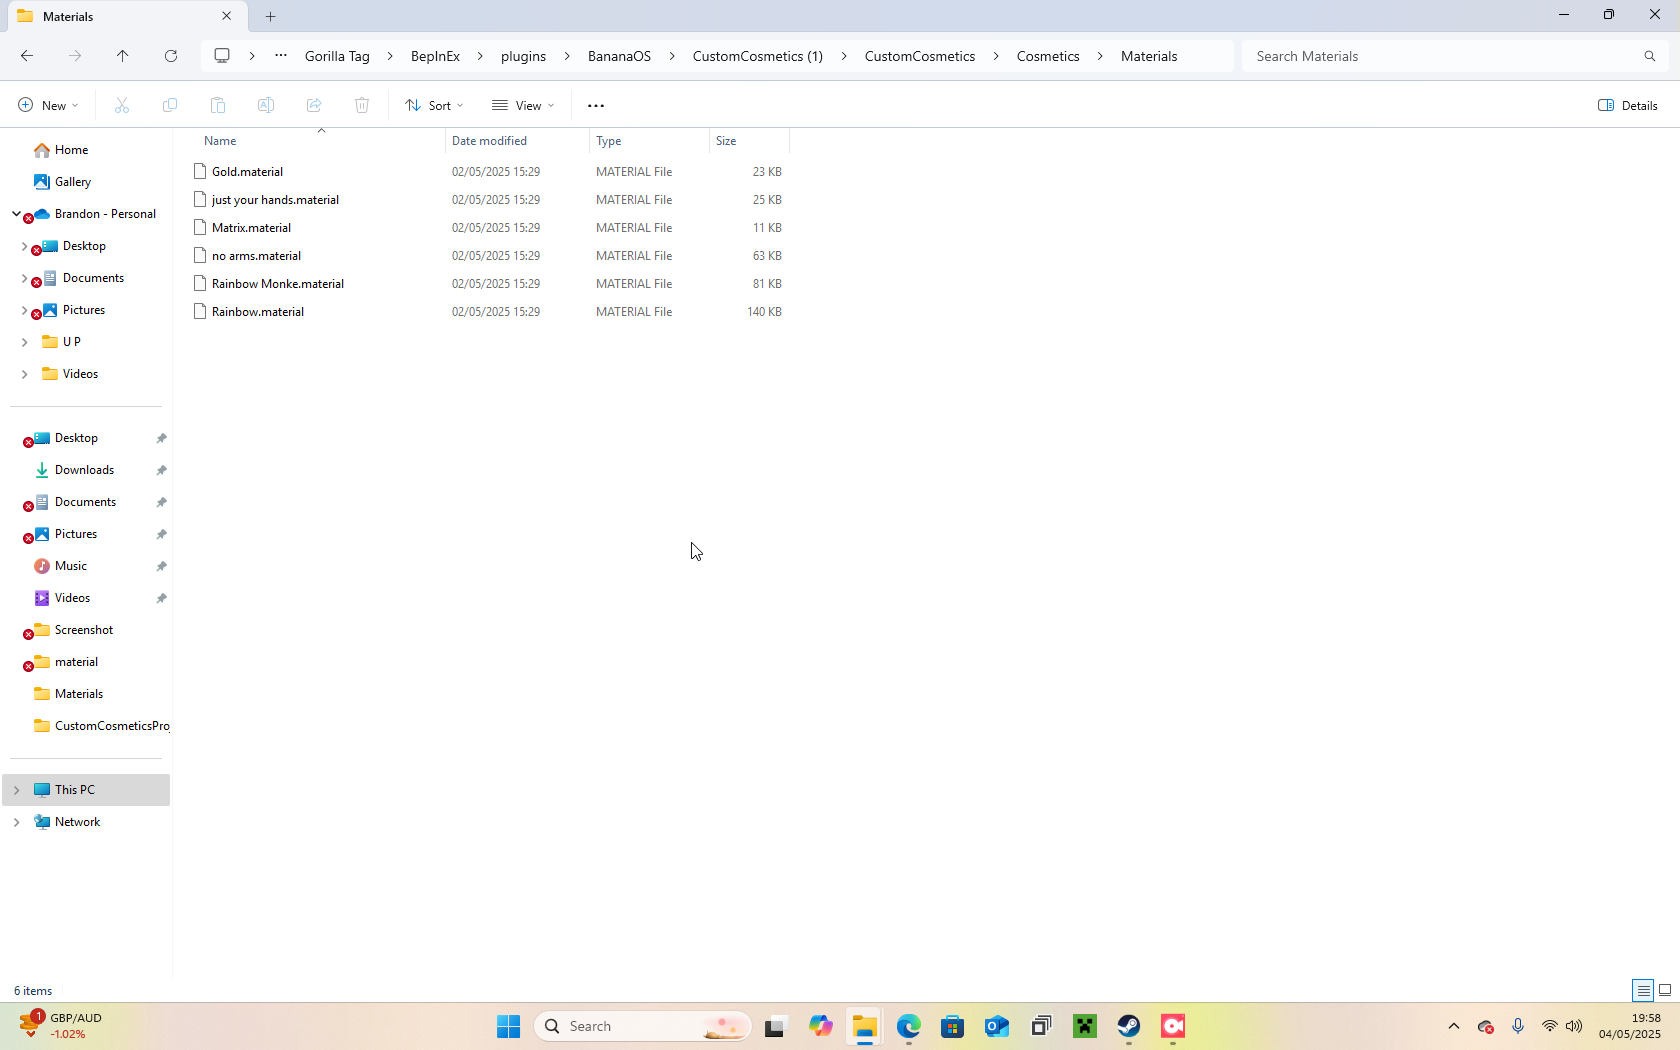 Materials
Gorilla Tag
BepInEx
plugins
BananaOS
CustomCosmetics (1)
CustomCosmetics
Cosmetics
Materials
Search Materials
New
Sort
View
Details
Name
Date modified
Type
Size
Gold.material 02/05/2025 15:29 MATERIAL File 23 KB
just your hands.material 02/05/2025 15:29 MATERIAL File 25 KB
Matrix.material 02/05/2025 15:29 MATERIAL File 11 KB
no arms.material 02/05/2025 15:29 MATERIAL File 63 KB
Rainbow Monke.material 02/05/2025 15:29 MATERIAL File 81 KB
Rainbow.material 02/05/2025 15:29 MATERIAL File 140 KB
Home
Gallery
Brandon - Personal
Desktop
Documents
Pictures
U P
Videos
Desktop
Downloads
Documents
Pictures
Music
Videos
Screenshot
material
Materials
CustomCosmeticsProj
This PC
Network
6 items
1
GBP/AUD
-1.02%
Search
19:58
04/05/2025